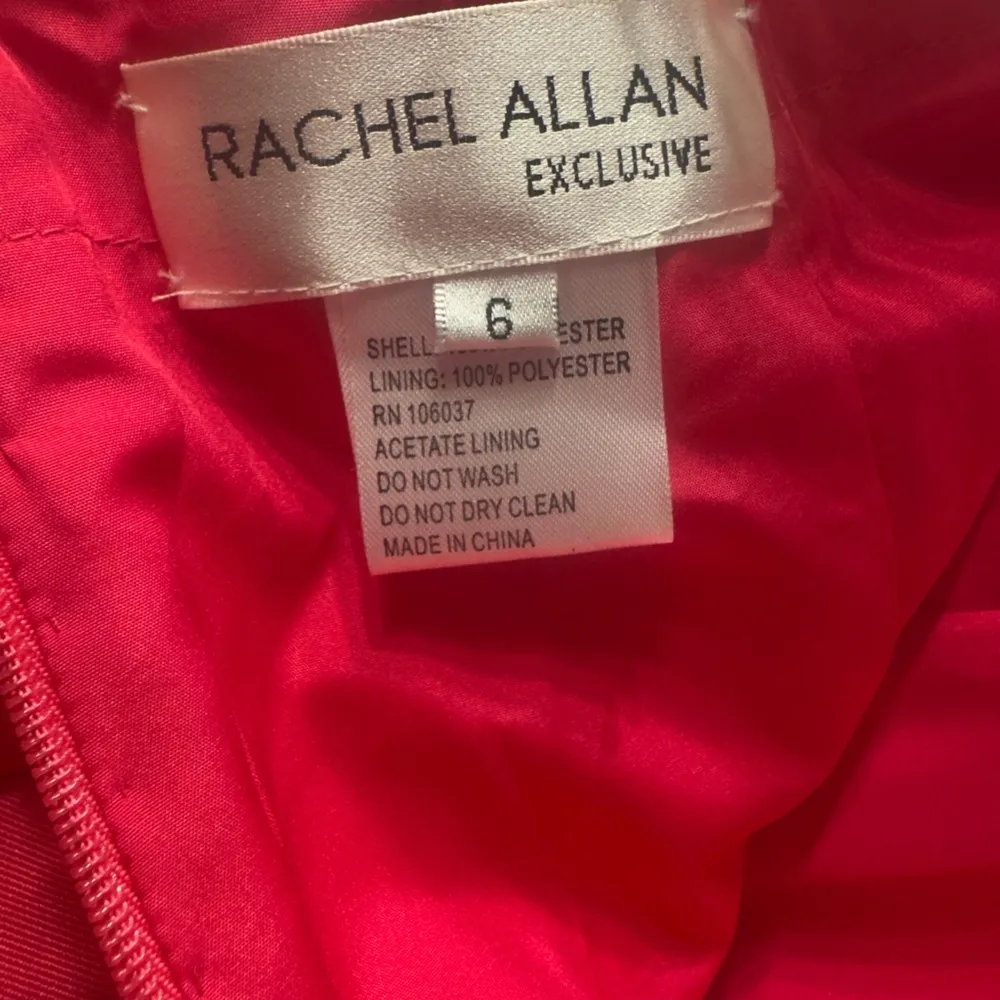 RACHEL ALLAN
EXCLUSIVE
6
SHELL: ESTER
LINING: 100% POLYESTER
RN 106037
ACETATE LINING
DO NOT WASH
DO NOT DRY CLEAN
MADE IN CHINA